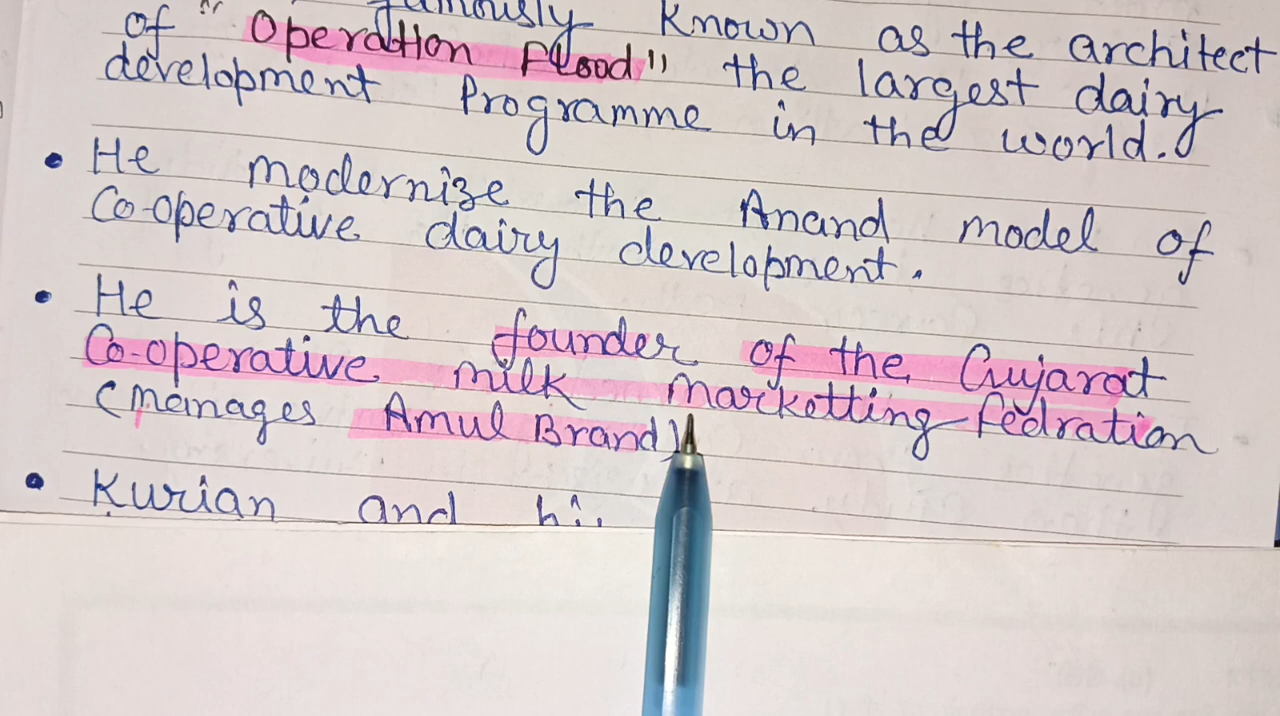 famously known as the architect
of "Operation Flood" the largest dairy
development Programme in the world.
• He modernize the Anand model of
Co-operative dairy development.
• He is the founder of the Gujarat
Co-operative milk marketting fedration
(manages Amul Brand)
• Kurian and